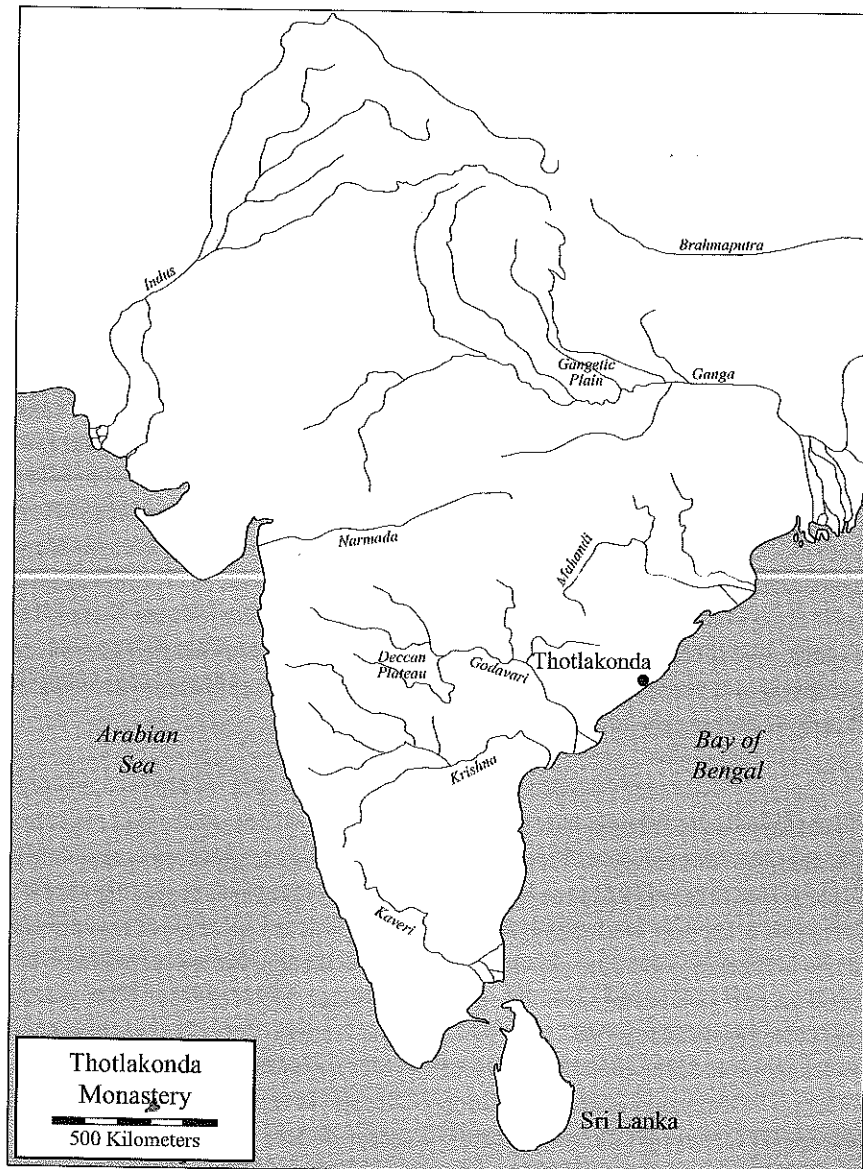 Brahmaputra
Indus
Gangetic
Plain
Ganga
Narmada
Mahandi
Deccan
Plateau
Godavari
Thotlakonda
Arabian
Sea
Bay of
Bengal
Krishna
Kaveri
Thotlakonda
Monastery
500 Kilometers
Sri Lanka